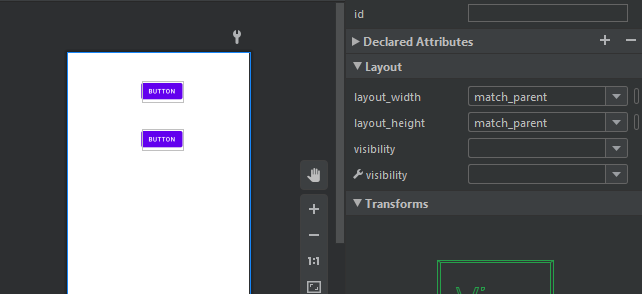 id
Declared Attributes
Layout
layout_width match_parent
layout_height match_parent
visibility
visibility
Transforms
BUTTON
BUTTON
1:1